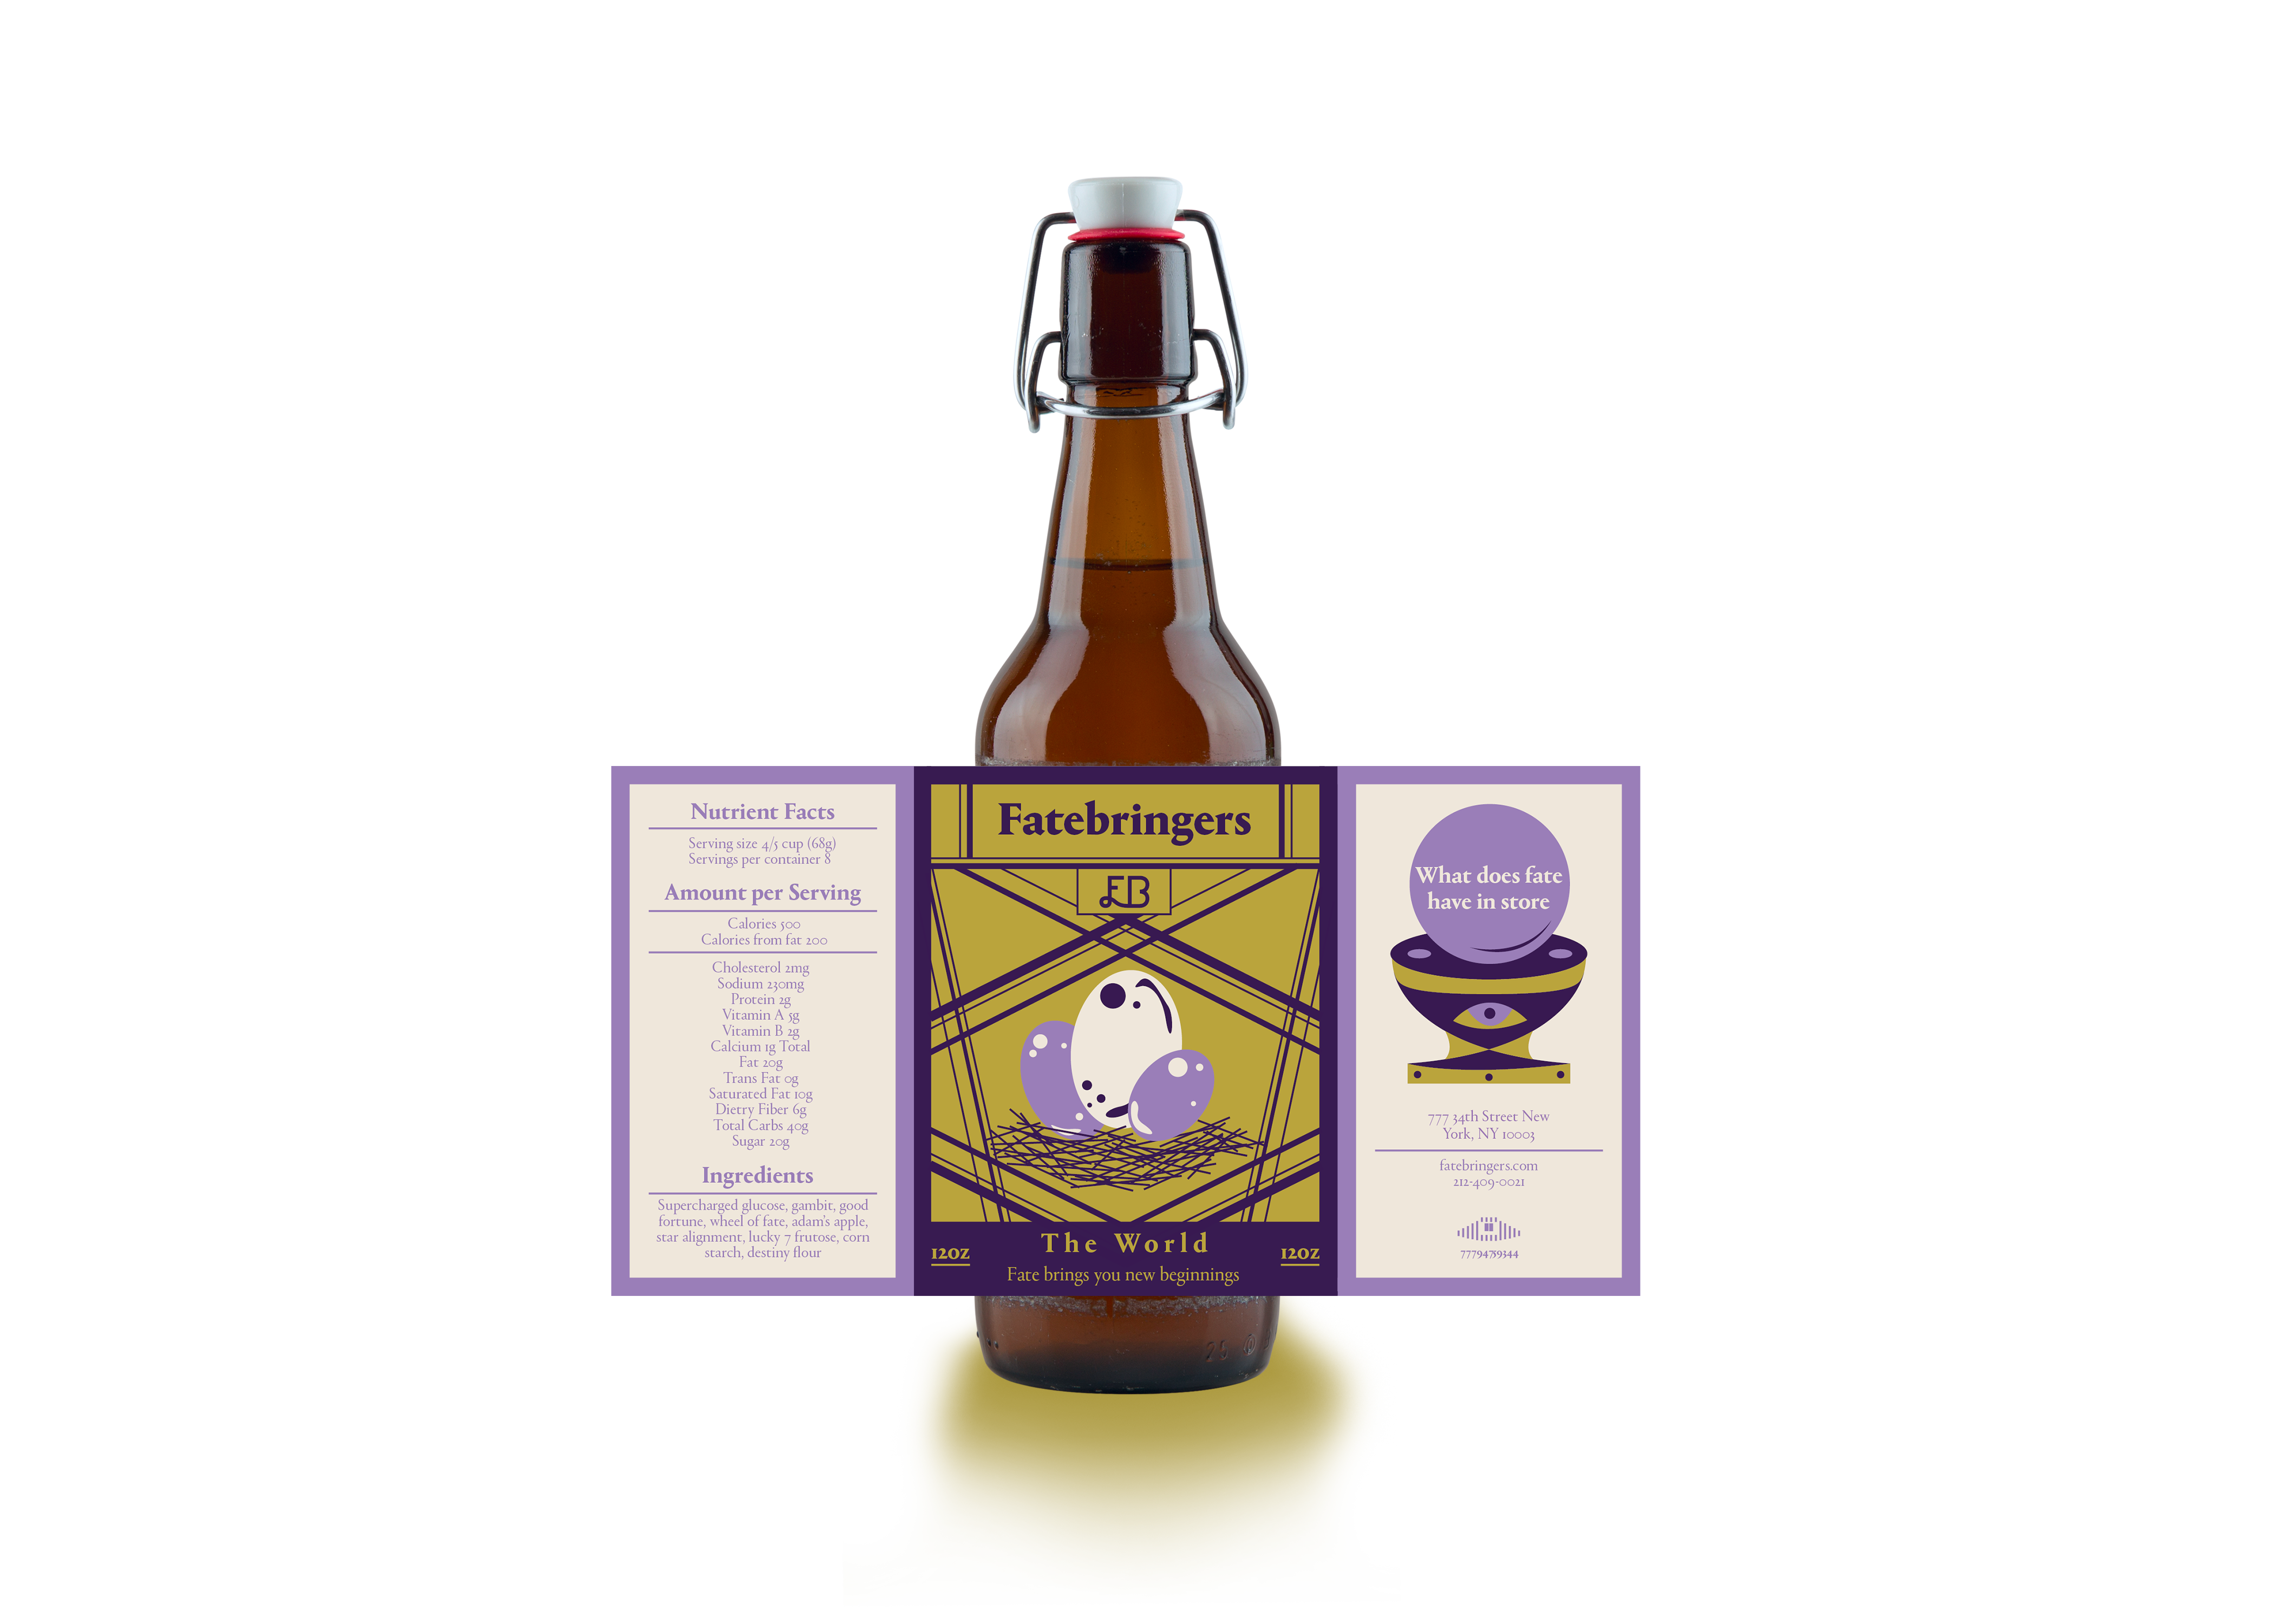 Nutrient Facts
Serving size 4/5 cup (68g)
Servings per container 8
Amount per Serving
Calories 500
Calories from fat 200
Cholesterol 2mg
Sodium 230mg
Protein 2g
Vitamin A 5g
Vitamin B 2g
Calcium 1g Total
Fat 20g
Trans Fat 0g
Saturated Fat 10g
Dietry Fiber 6g
Total Carbs 40g
Sugar 20g
Ingredients
Supercharged glucose, gambit, good
fortune, wheel of fate, adam's apple,
star alignment, lucky 7 frutose, corn
starch, destiny flour
Fatebringers
FB
The World
12oz
12oz
Fate brings you new beginnings
What does fate
have in store
777 34th Street New
York, NY 10003
fatebringers.com
212-409-0021
77794759344